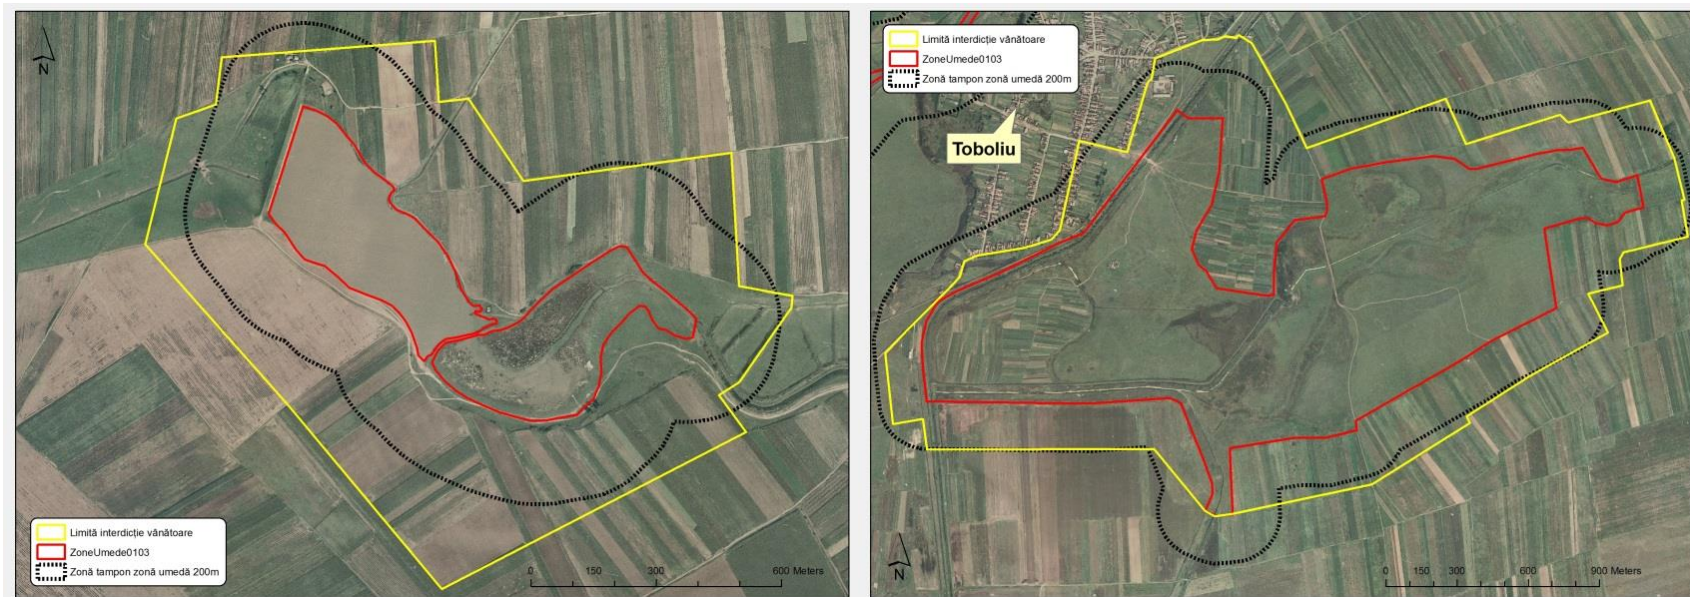 N
Limită interdicție vânătoare
ZoneUmede0103
Zonă tampon zonă umedă 200m
0 150 300 600 Meters
Limită interdicție vânătoare
ZoneUmede0103
Zonă tampon zonă umedă 200m
Toboliu
N
0 150 300 600 900 Meters